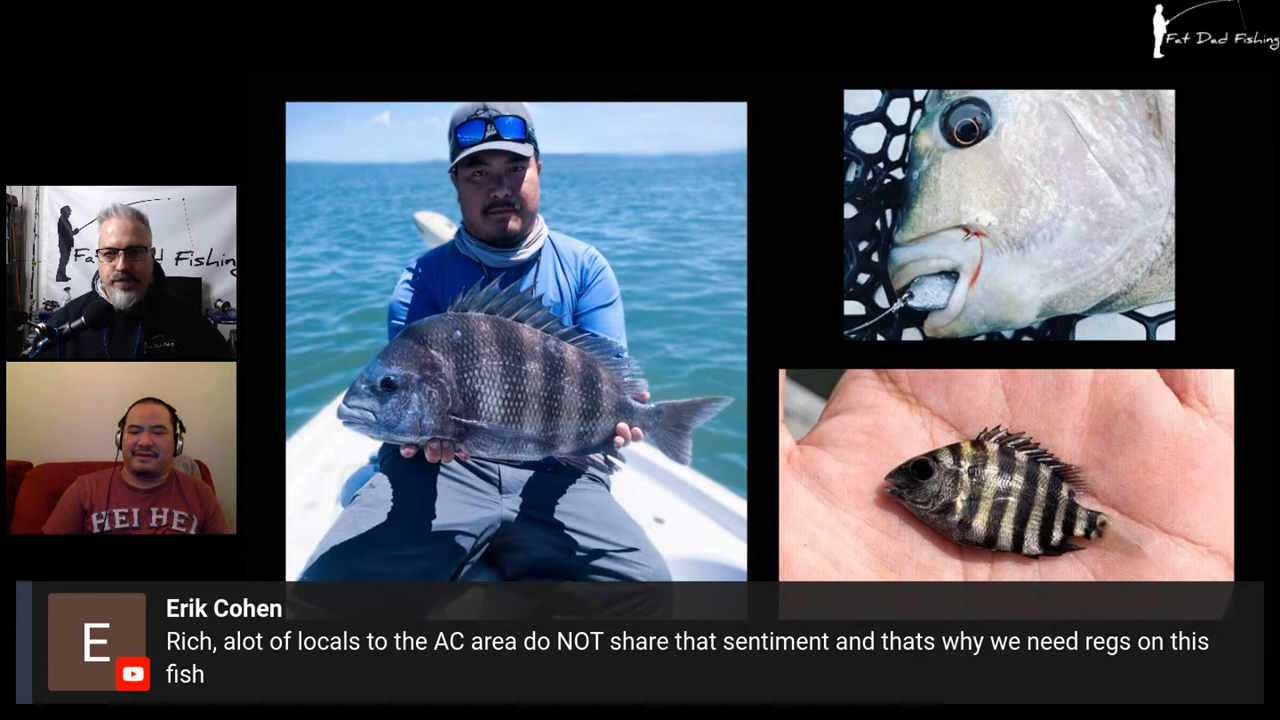 Fat Dad Fishing
Fat Dad Fishing
HEI HEI
Erik Cohen
E
Rich, alot of locals to the AC area do NOT share that sentiment and thats why we need regs on this
fish